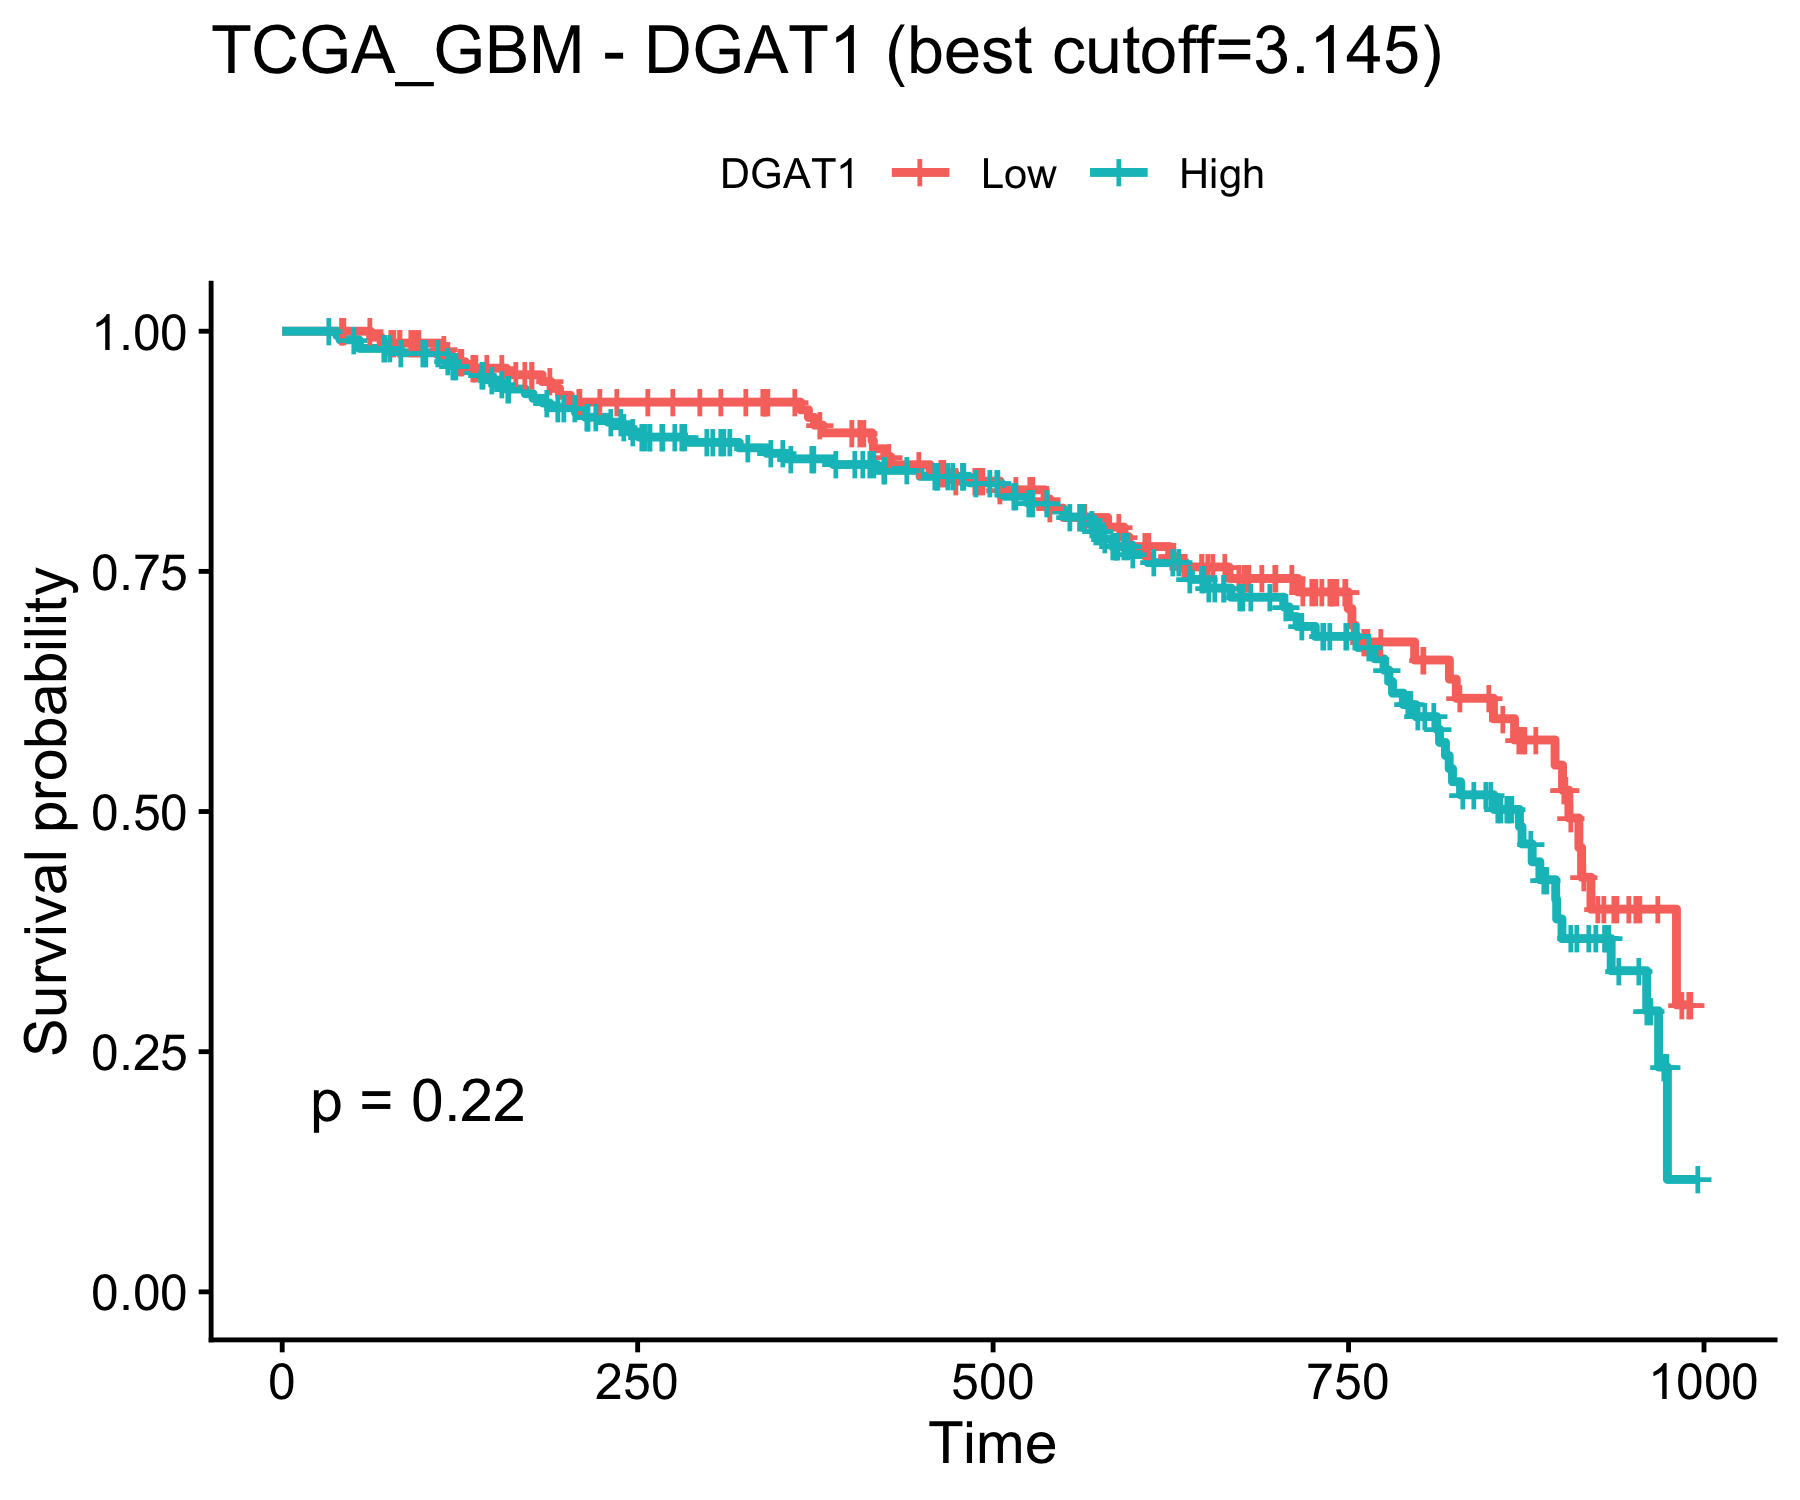 TCGA_GBM - DGAT1 (best cutoff=3.145)
DGAT1 Low High
Survival probability
1.00
0.75
0.50
0.25
0.00
p = 0.22
0 250 500 750 1000
Time